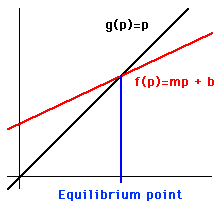 g(p)=p
f(p)=mp + b
Equilibrium point